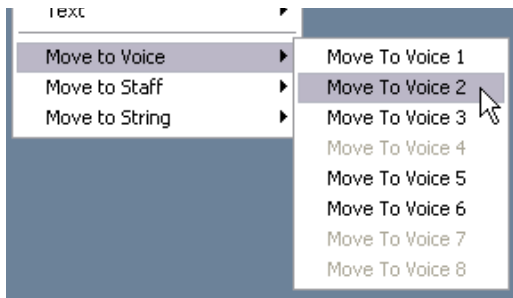 Text
Move to Voice
Move to Staff
Move to String
Move To Voice 1
Move To Voice 2
Move To Voice 3
Move To Voice 4
Move To Voice 5
Move To Voice 6
Move To Voice 7
Move To Voice 8